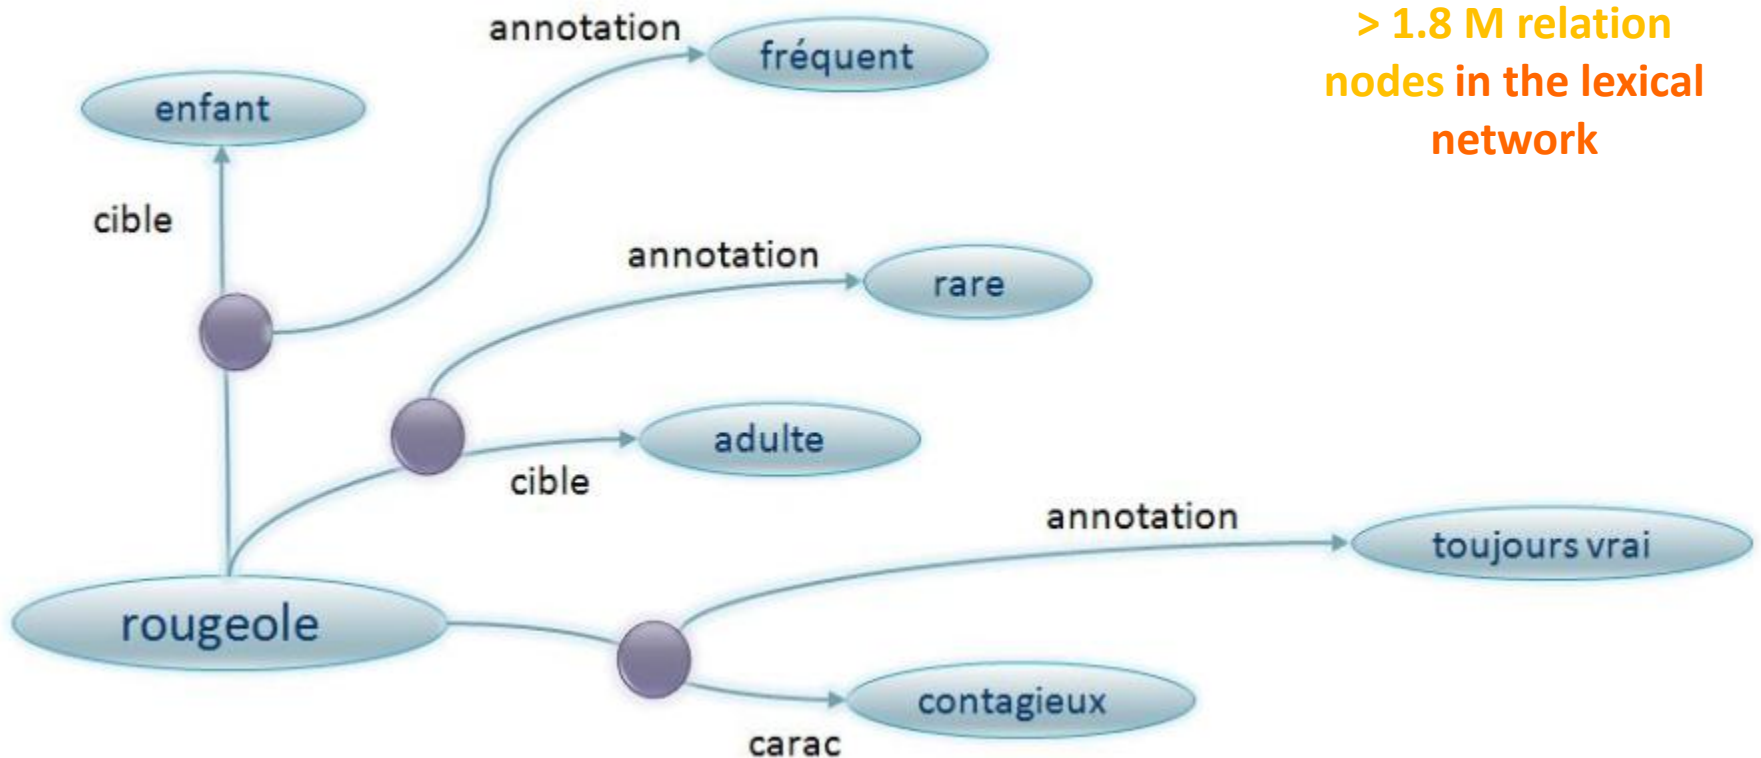 > 1.8 M relation
nodes in the lexical
network
annotation
fréquent
enfant
cible
annotation
rare
adulte
cible
annotation
toujours vrai
rougeole
contagieux
carac